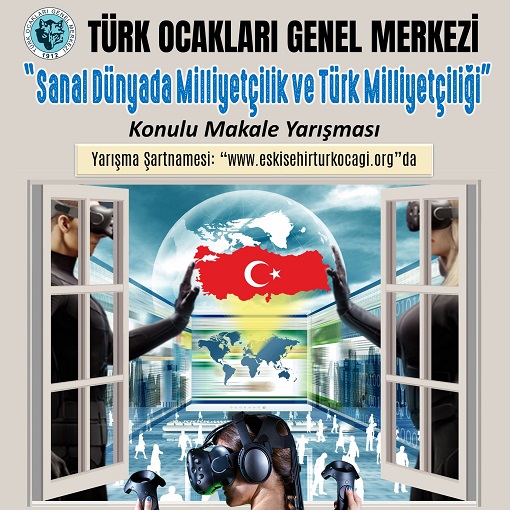 TÜRK OCAKLARI GENEL MERKEZİ
TÜRK OCAKLARI GENEL MERKEZİ
1912
“Sanal Dünyada Milliyetçilik ve Türk Milliyetçiliği”
Konulu Makale Yarışması
Yarışma Şartnamesi: “www.eskisehirturkocagi.org”da